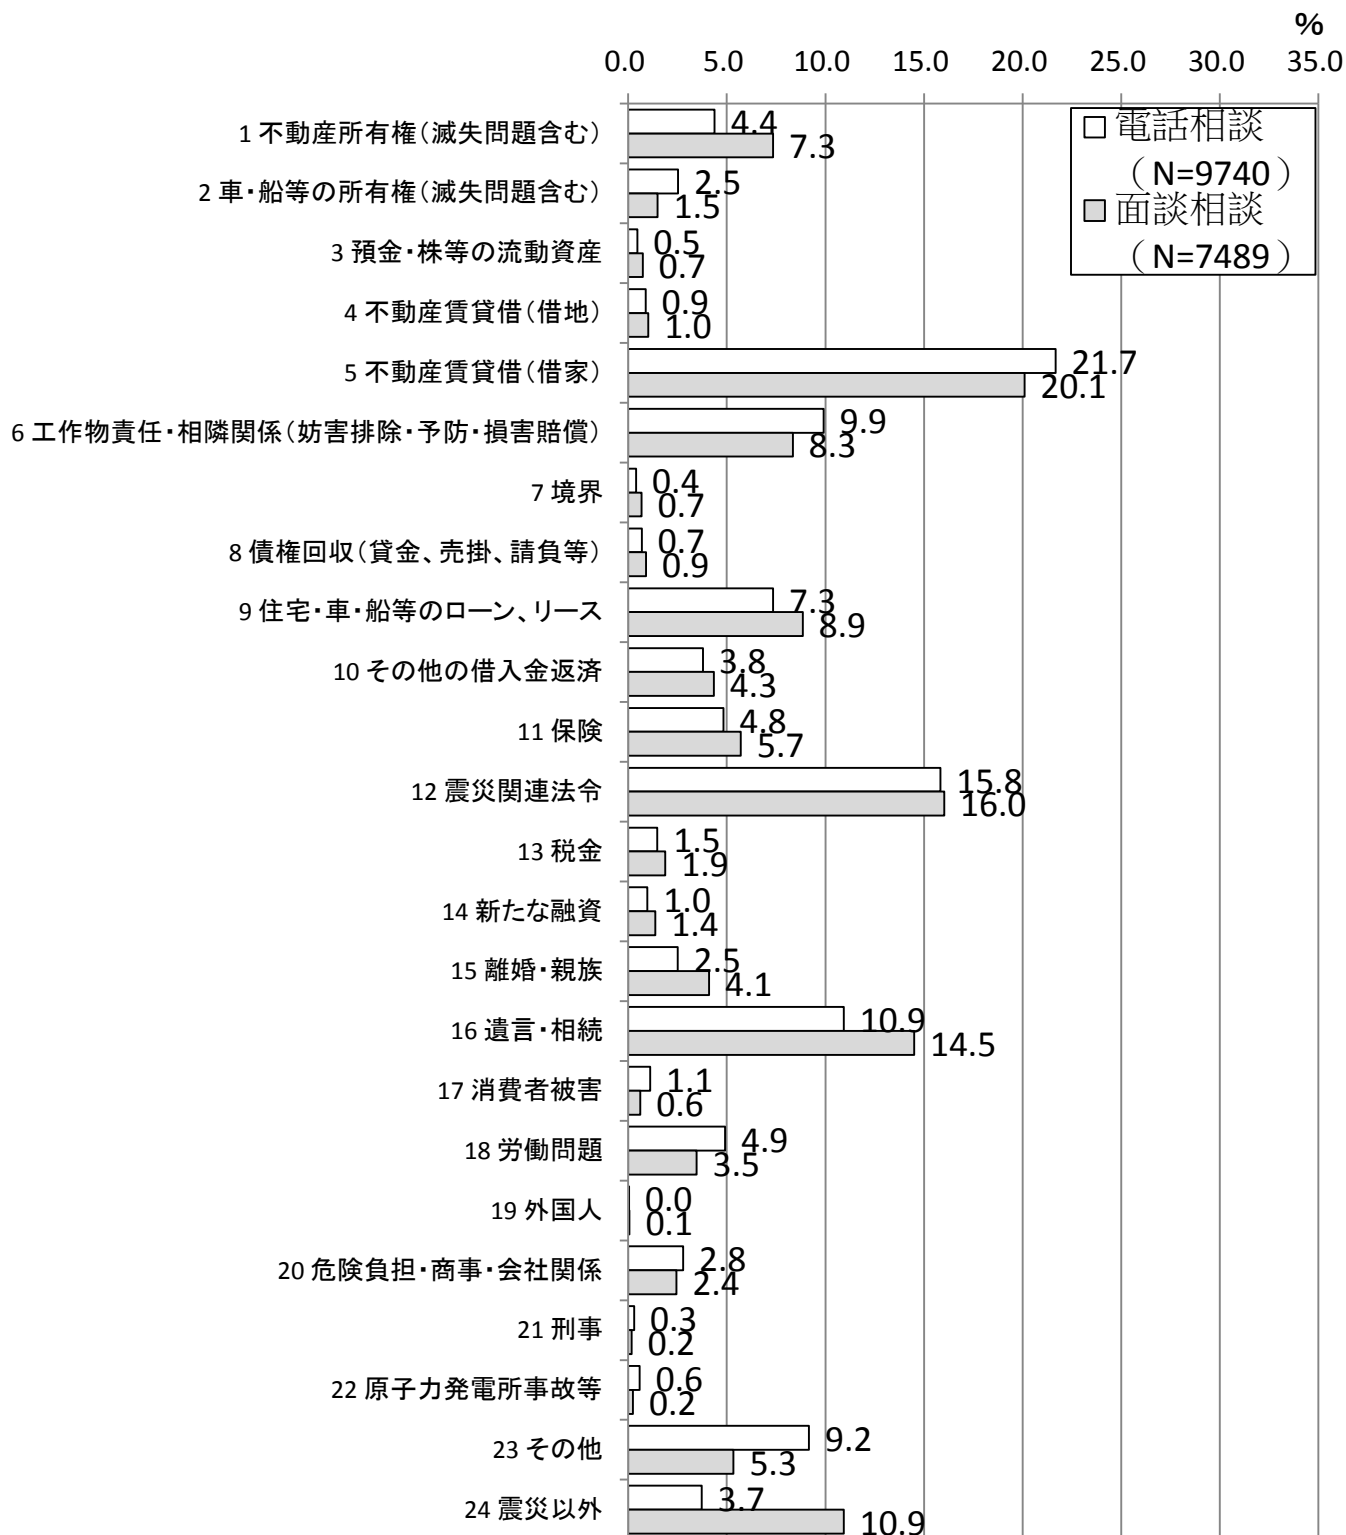 %
0.0 5.0 10.0 15.0 20.0 25.0 30.0 35.0
電話相談
（N=9740）
面談相談
（N=7489）
1 不動産所有権（滅失問題含む）
4.4
7.3
2 車・船等の所有権（滅失問題含む）
2.5
1.5
3 預金・株等の流動資産
0.5
0.7
4 不動産賃貸借（借地）
0.9
1.0
5 不動産賃貸借（借家）
21.7
20.1
6 工作物責任・相隣関係（妨害排除・予防・損害賠償）
9.9
8.3
7 境界
0.4
0.7
8 債権回収（貸金、売掛、請負等）
0.7
0.9
9 住宅・車・船等のローン、リース
7.3
8.9
10 その他の借入金返済
3.8
4.3
11 保険
4.8
5.7
12 震災関連法令
15.8
16.0
13 税金
1.5
1.9
14 新たな融資
1.0
1.4
15 離婚・親族
2.5
4.1
16 遺言・相続
10.9
14.5
17 消費者被害
1.1
0.6
18 労働問題
4.9
3.5
19 外国人
0.0
0.1
20 危険負担・商事・会社関係
2.8
2.4
21 刑事
0.3
0.2
22 原子力発電所事故等
0.6
0.2
23 その他
9.2
5.3
24 震災以外
3.7
10.9